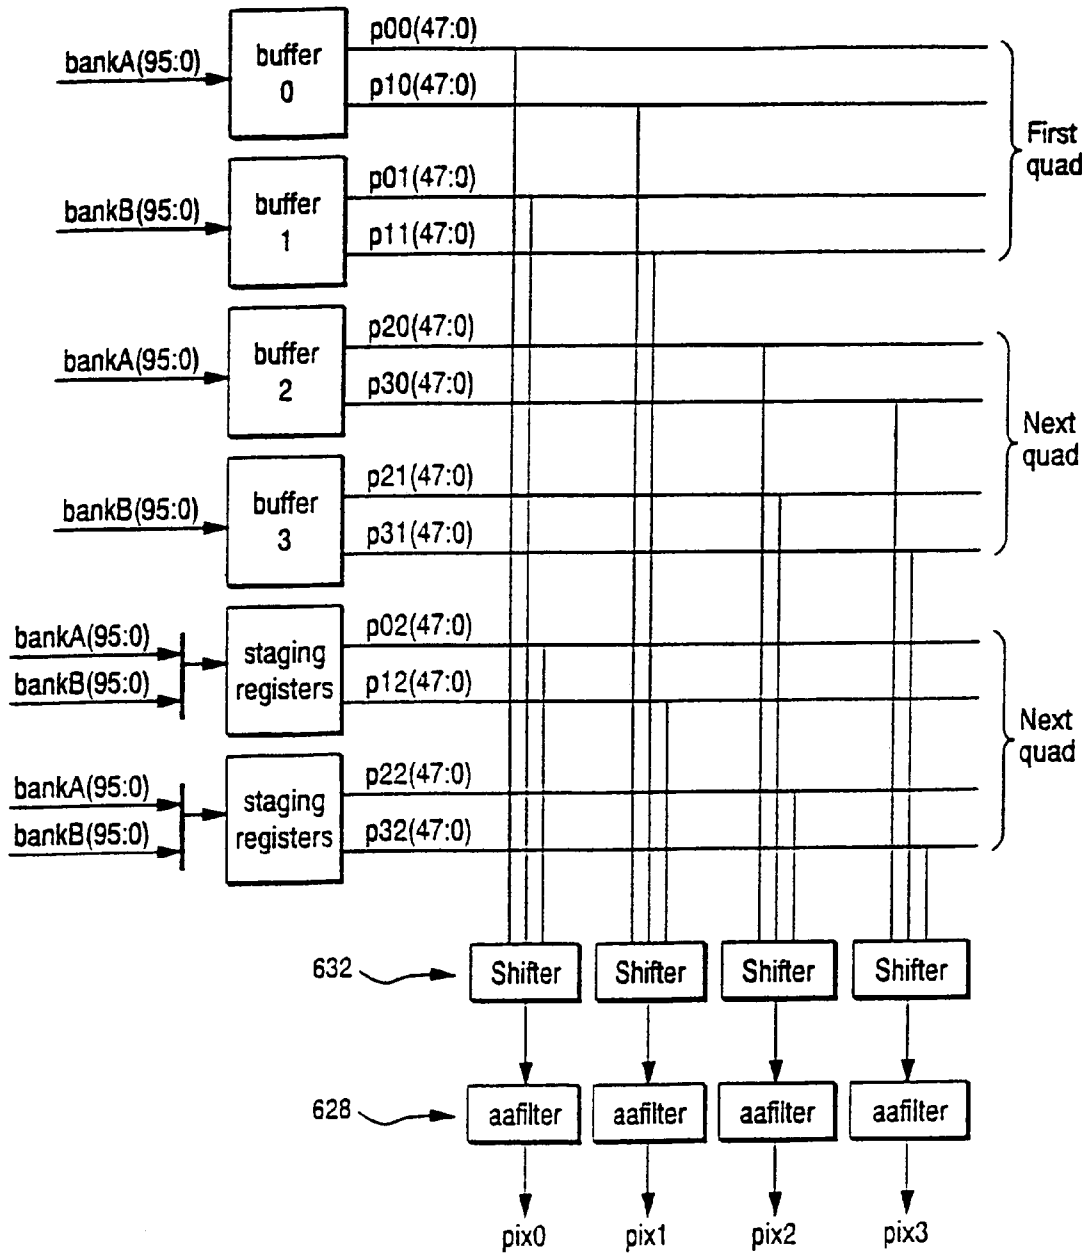 bankA(95:0)
buffer
0
p00(47:0)
p10(47:0)
First
quad
bankB(95:0)
buffer
1
p01(47:0)
p11(47:0)
bankA(95:0)
buffer
2
p20(47:0)
p30(47:0)
Next
quad
bankB(95:0)
buffer
3
p21(47:0)
p31(47:0)
bankA(95:0)
bankB(95:0)
staging
registers
p02(47:0)
p12(47:0)
Next
quad
bankA(95:0)
bankB(95:0)
staging
registers
p22(47:0)
p32(47:0)
632
Shifter
Shifter
Shifter
Shifter
628
aafilter
aafilter
aafilter
aafilter
pix0
pix1
pix2
pix3